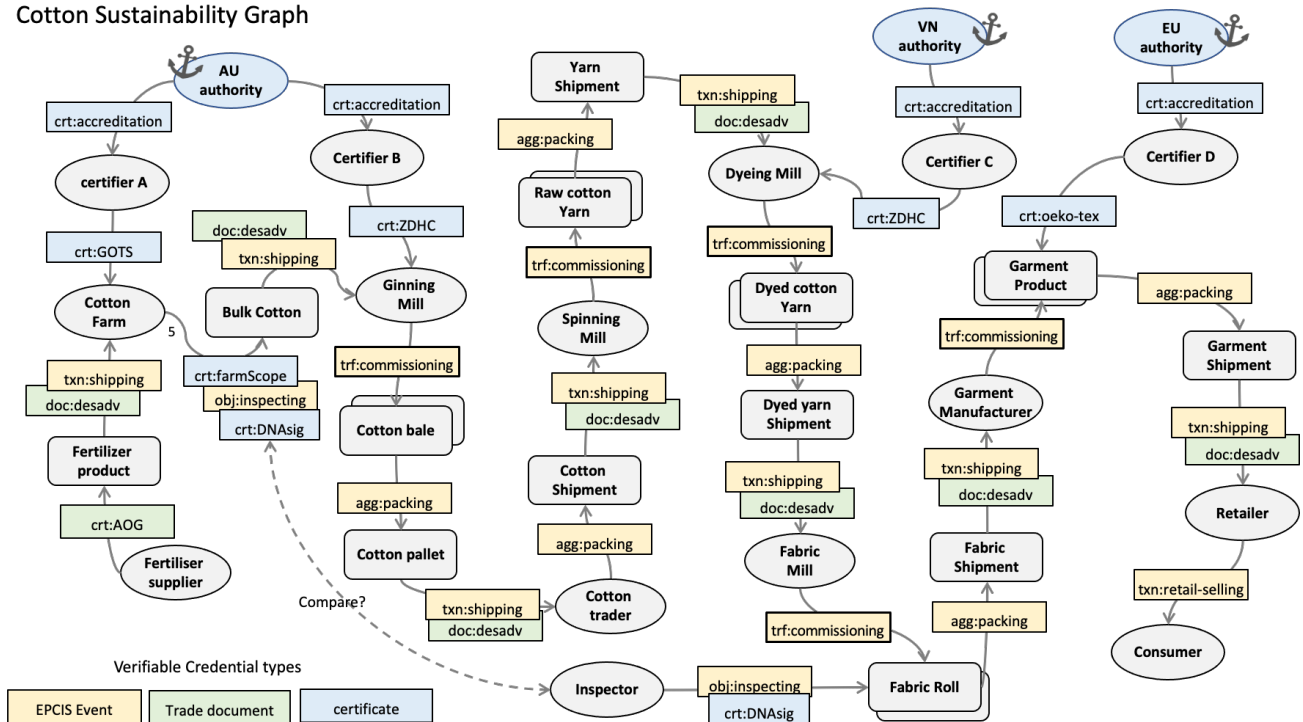 Cotton Sustainability Graph
AU
authority
crt:accreditation
crt:accreditation
certifier A
Certifier B
crt:GOTS
crt:ZDHC
doc:desadv
txn:shipping
Cotton
Farm
5
Bulk Cotton
Ginning
Mill
crt:farmScope
obj:inspecting
crt:DNAsig
txn:shipping
doc:desadv
trf:commissioning
Fertilizer
product
crt:AOG
Fertiliser
supplier
Cotton bale
agg:packing
Cotton pallet
txn:shipping
doc:desadv
Compare?
Yarn
Shipment
agg:packing
Raw cotton
Yarn
trf:commissioning
Spinning
Mill
txn:shipping
doc:desadv
Cotton
Shipment
agg:packing
Cotton
trader
Inspector
obj:inspecting
crt:DNAsig
txn:shipping
doc:desadv
Dyeing Mill
trf:commissioning
Dyed cotton
Yarn
agg:packing
Dyed yarn
Shipment
txn:shipping
doc:desadv
Fabric
Mill
trf:commissioning
Fabric Roll
VN
authority
crt:accreditation
Certifier C
crt:ZDHC
EU
authority
crt:accreditation
Certifier D
crt:oeko-tex
Garment
Product
trf:commissioning
Garment
Manufacturer
txn:shipping
doc:desadv
Fabric
Shipment
agg:packing
agg:packing
Garment
Shipment
txn:shipping
doc:desadv
Retailer
txn:retail-selling
Consumer
Verifiable Credential types
EPCIS Event
Trade document
certificate